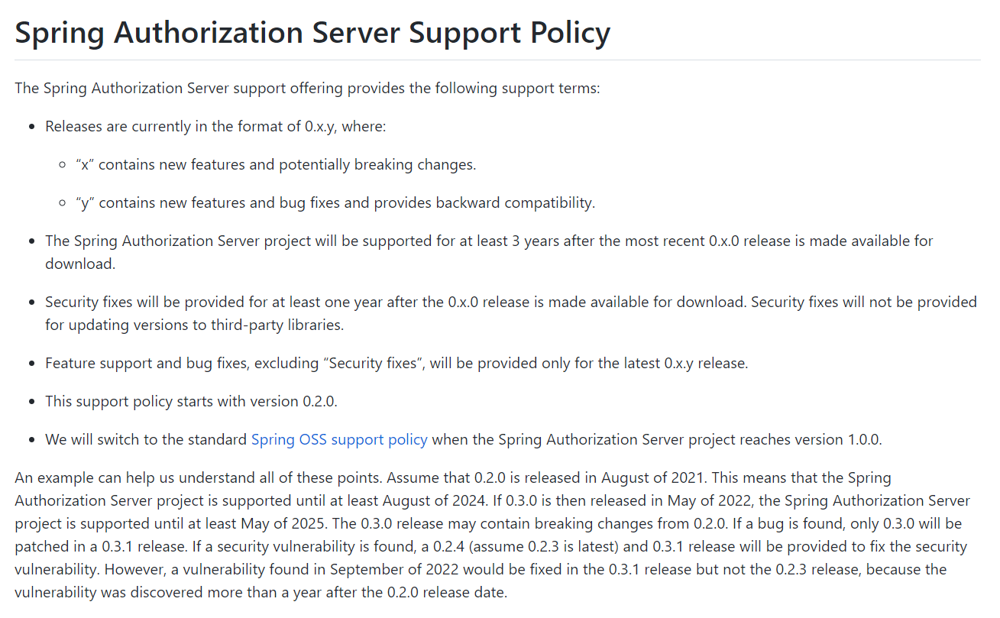 Spring Authorization Server Support Policy
The Spring Authorization Server support offering provides the following support terms:
• Releases are currently in the format of 0.x.y, where:
◦ “x” contains new features and potentially breaking changes.
◦ “y” contains new features and bug fixes and provides backward compatibility.
• The Spring Authorization Server project will be supported for at least 3 years after the most recent 0.x.0 release is made available for
download.
• Security fixes will be provided for at least one year after the 0.x.0 release is made available for download. Security fixes will not be provided
for updating versions to third-party libraries.
• Feature support and bug fixes, excluding “Security fixes”, will be provided only for the latest 0.x.y release.
• This support policy starts with version 0.2.0.
• We will switch to the standard Spring OSS support policy when the Spring Authorization Server project reaches version 1.0.0.
An example can help us understand all of these points. Assume that 0.2.0 is released in August of 2021. This means that the Spring
Authorization Server project is supported until at least August of 2024. If 0.3.0 is then released in May of 2022, the Spring Authorization Server
project is supported until at least May of 2025. The 0.3.0 release may contain breaking changes from 0.2.0. If a bug is found, only 0.3.0 will be
patched in a 0.3.1 release. If a security vulnerability is found, a 0.2.4 (assume 0.2.3 is latest) and 0.3.1 release will be provided to fix the security
vulnerability. However, a vulnerability found in September of 2022 would be fixed in the 0.3.1 release but not the 0.2.3 release, because the
vulnerability was discovered more than a year after the 0.2.0 release date.